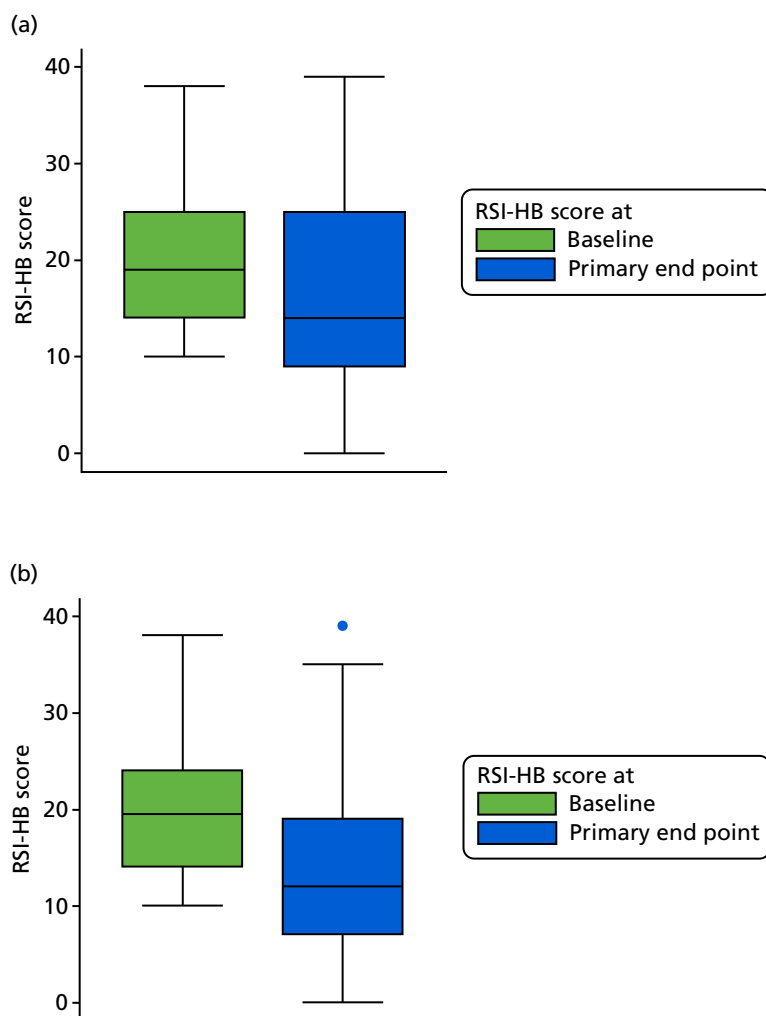 (a)
40
30
20
10
0
RSI-HB score
RSI-HB score at
Baseline
Primary end point
(b)
40
30
20
10
0
RSI-HB score
RSI-HB score at
Baseline
Primary end point